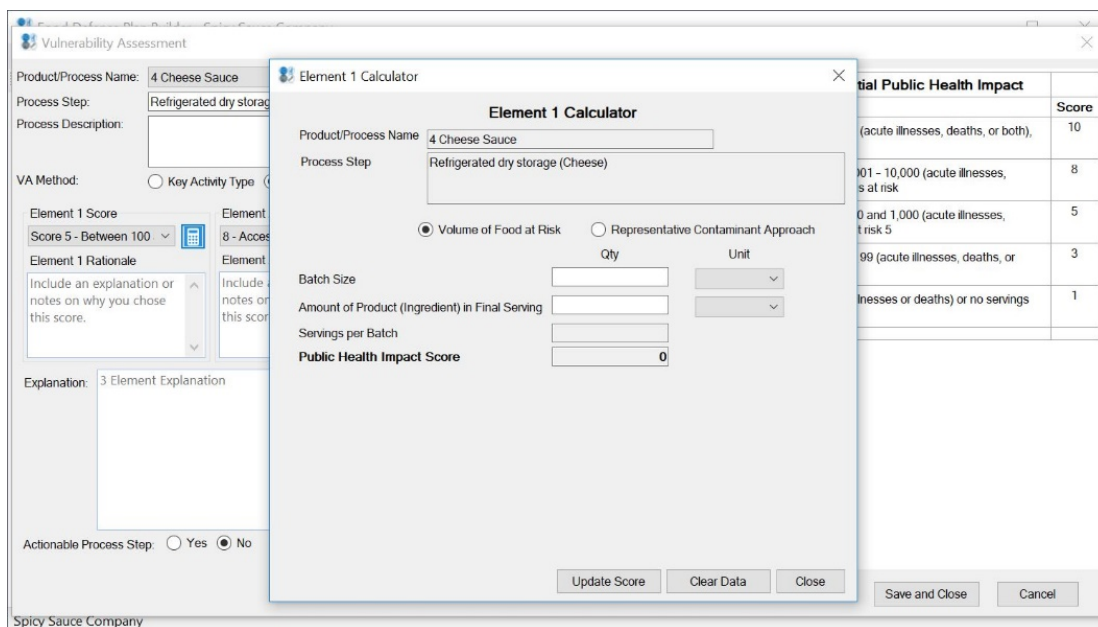 Vulnerability Assessment
Product/Process Name: 4 Cheese Sauce
Process Step: Refrigerated dry storag
Process Description:
VA Method: Key Activity Type
Element 1 Score
Score 5 - Between 100
Element 1 Rationale
Include an explanation or
notes on why you chose
this score.
Element
8 - Acces
Element
Include
notes or
this scor
Explanation: 3 Element Explanation
Actionable Process Step: Yes No
Element 1 Calculator
Element 1 Calculator
Product/Process Name 4 Cheese Sauce
Process Step Refrigerated dry storage (Cheese)
Volume of Food at Risk Representative Contaminant Approach
Qty Unit
Batch Size
Amount of Product (Ingredient) in Final Serving
Servings per Batch
Public Health Impact Score 0
Update Score Clear Data Close
tial Public Health Impact
Score
(acute illnesses, deaths, or both), 10
001 - 10,000 (acute illnesses, 8
s at risk
0 and 1,000 (acute illnesses, 5
t risk 5
99 (acute illnesses, deaths, or 3
lnesses or deaths) or no servings 1
Save and Close Cancel
Spicy Sauce Company